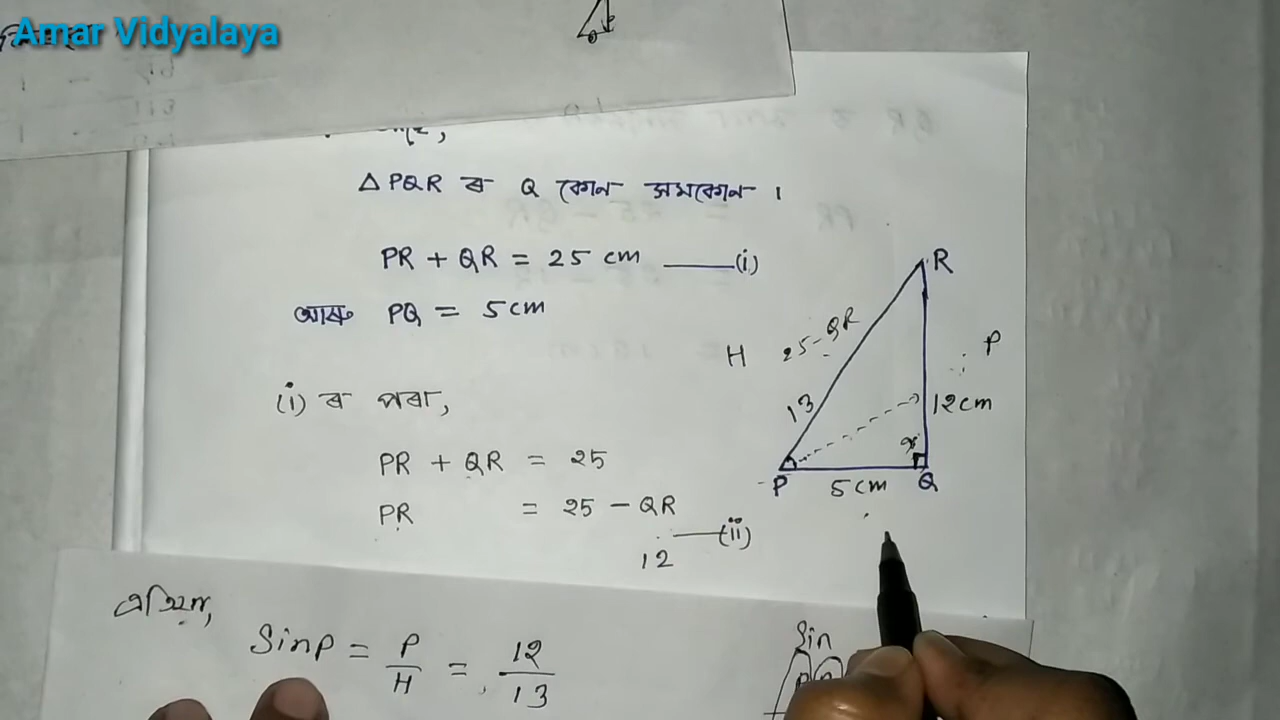 Amar Vidyalaya
Δ PQR ৰ Q কোন সমকোন ।
PR + QR = 25 cm ——(i)
আৰু PQ = 5 cm
(i) ৰ পৰা,
PR + QR = 25
PR = 25 - QR
——(ii)
12
R
H 25-QR P
13 12 cm
P 5 cm Q
এতিয়া,
Sin P = P/H = 12/13
Sin